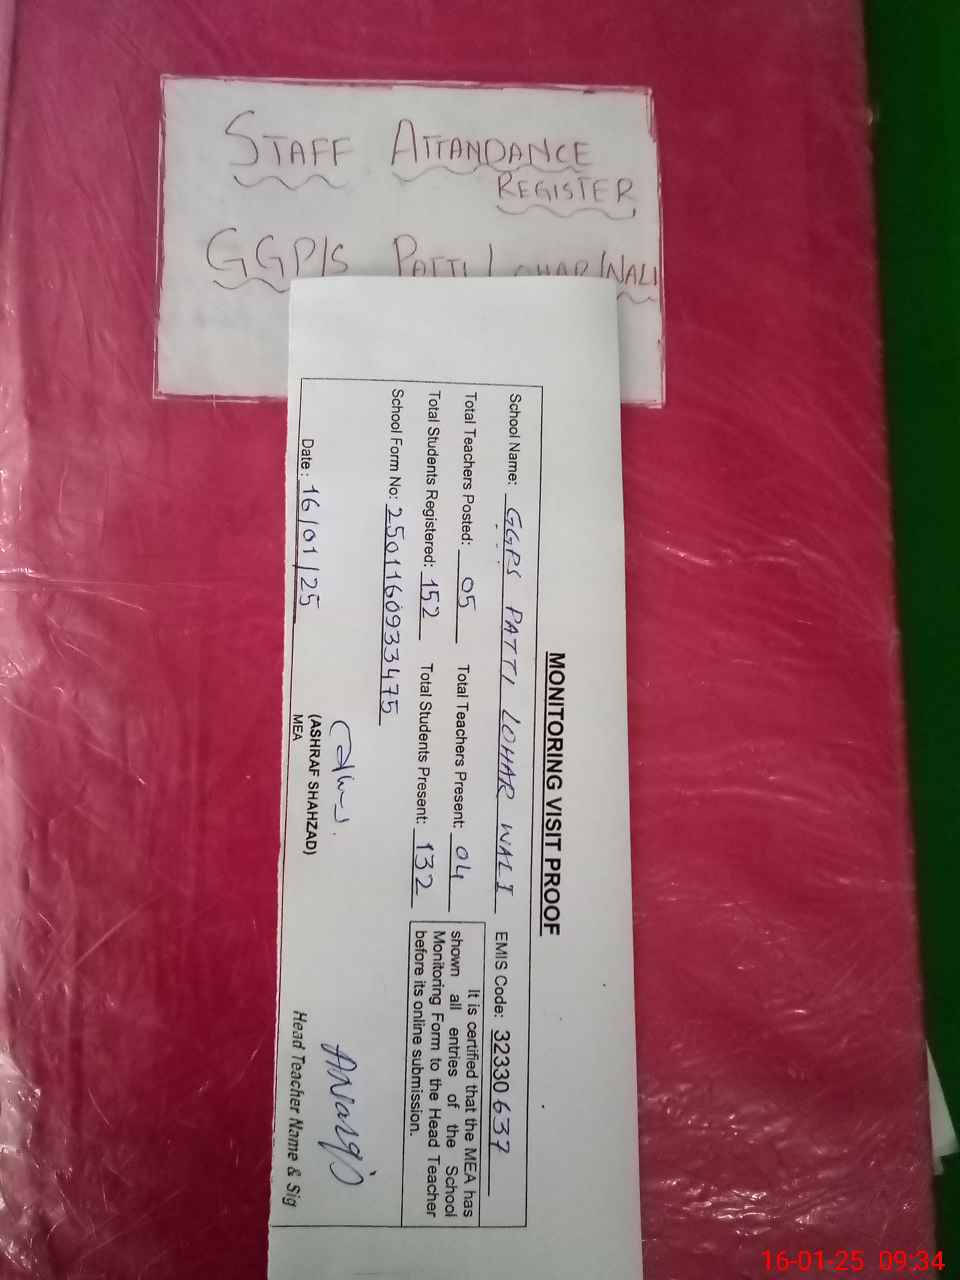 STAFF ATTANDANCE
REGISTER
GGP/S PATTI LOHAR WALI
MONITORING VISIT PROOF
School Name: GGPS PATTI LOHAR WALI EMIS Code: 32330637
Total Teachers Posted: 05 Total Teachers Present: 04
Total Students Registered: 152 Total Students Present: 132
School Form No: 2501160933475
It is certified that the MEA has
shown all entries of the School
Monitoring Form to the Head Teacher
before its online submission.
Date: 16/01/25
(ASHRAF SHAHZAD)
MEA
Head Teacher Name & Sig
16-01-25 09:34